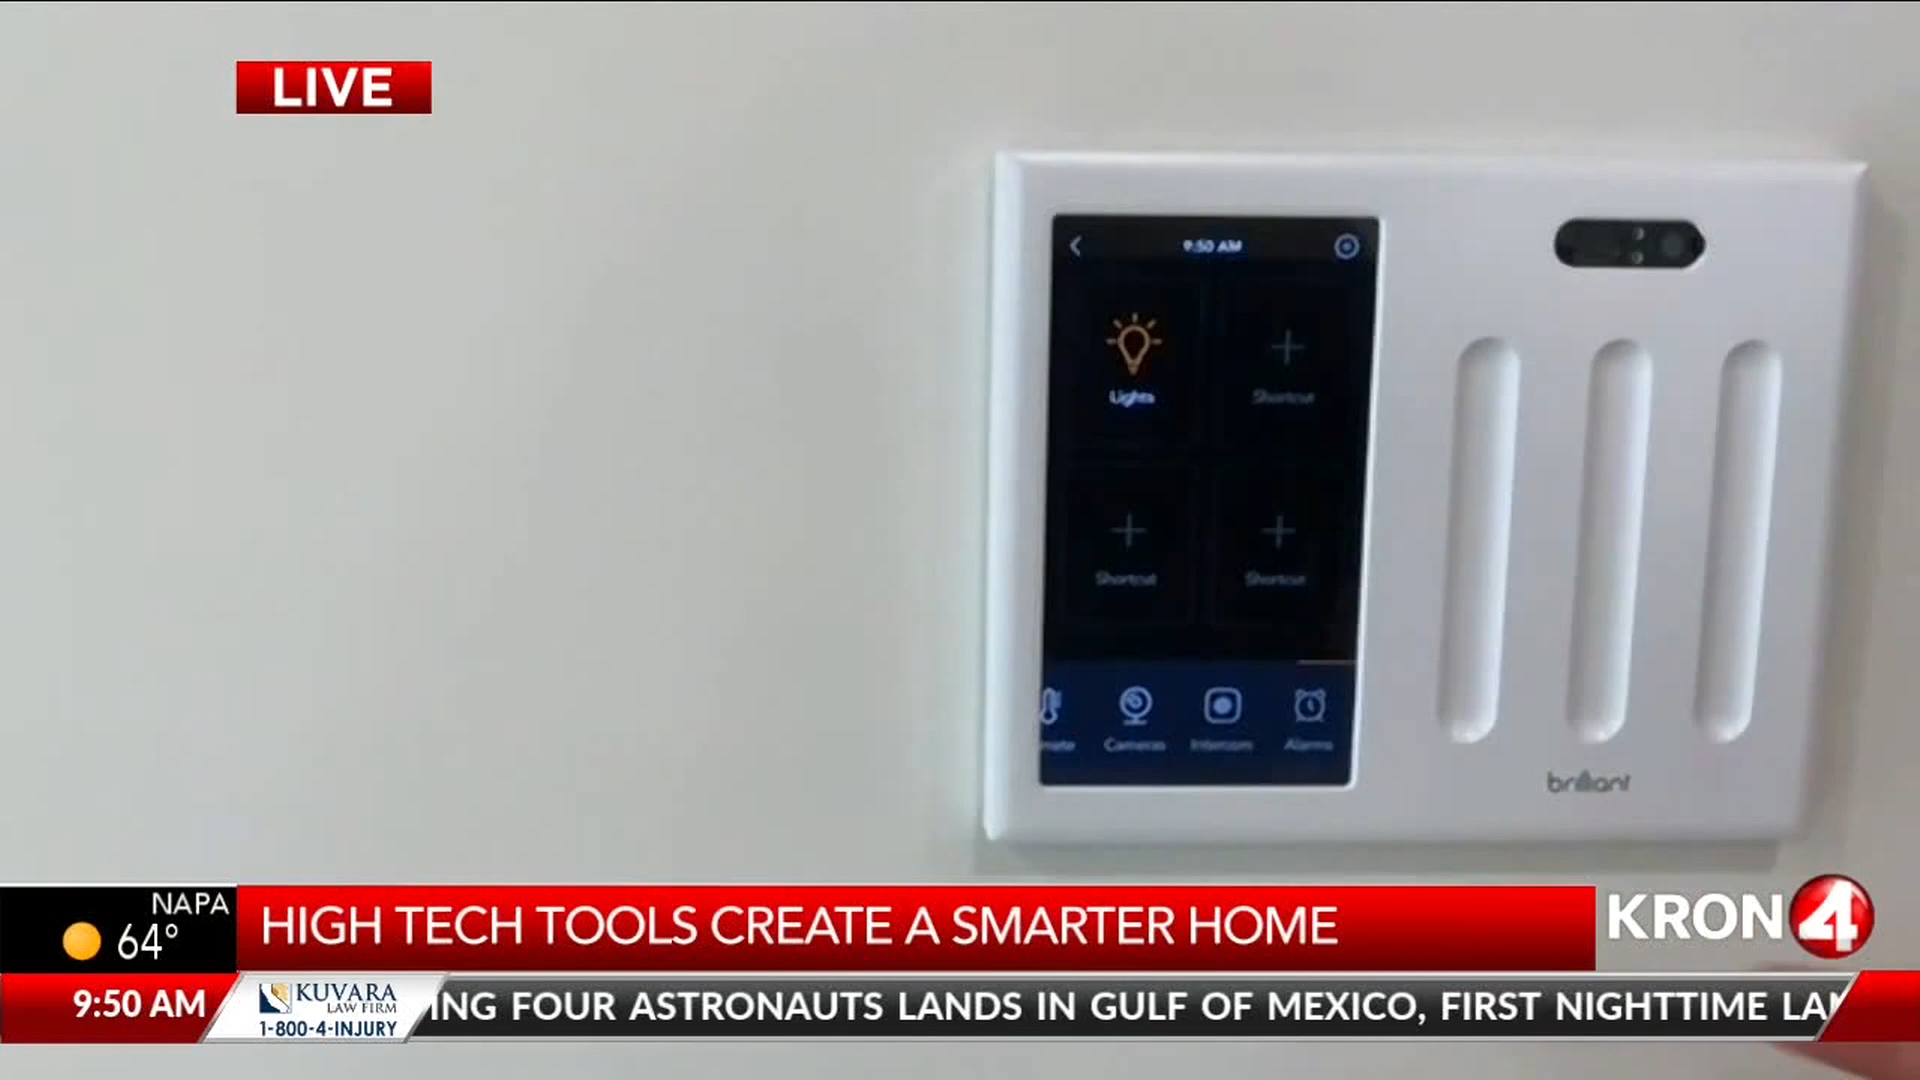 LIVE
9:50 AM
Lights
Shortcut
Shortcut
Shortcut
mate
Cameras
Intercom
Alarms
brilliant
NAPA
64°
HIGH TECH TOOLS CREATE A SMARTER HOME
KRON 4
9:50 AM
KUVARA
LAW FIRM
1-800-4-INJURY
ING FOUR ASTRONAUTS LANDS IN GULF OF MEXICO, FIRST NIGHTTIME LA